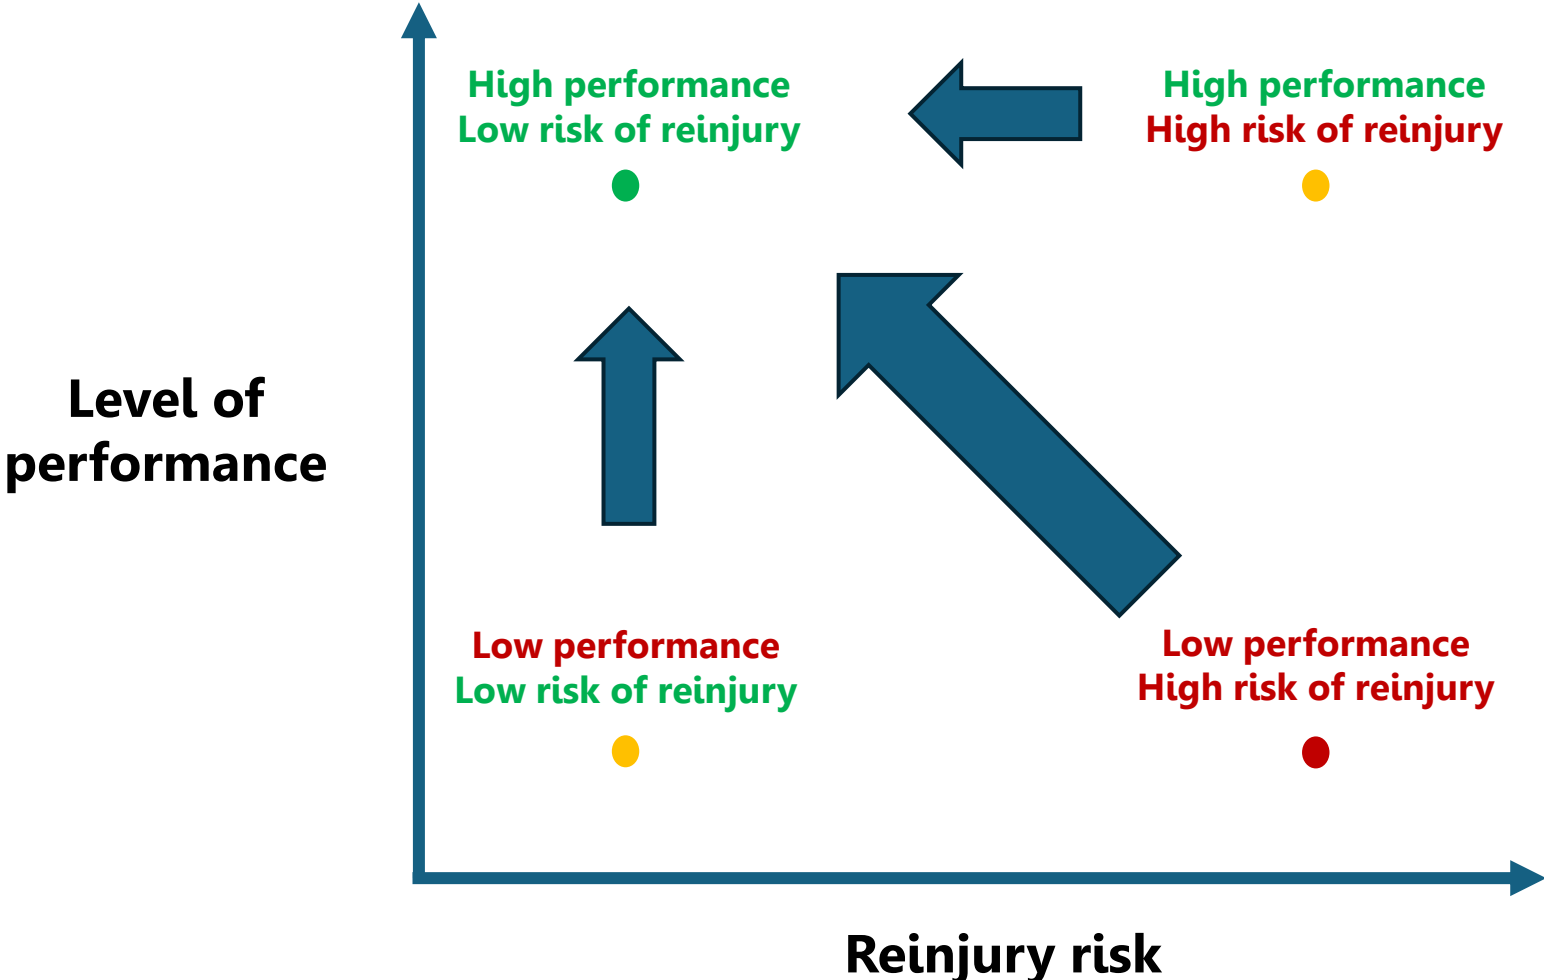 High performance
Low risk of reinjury
High performance
High risk of reinjury
Level of
performance
Low performance
Low risk of reinjury
Low performance
High risk of reinjury
Reinjury risk